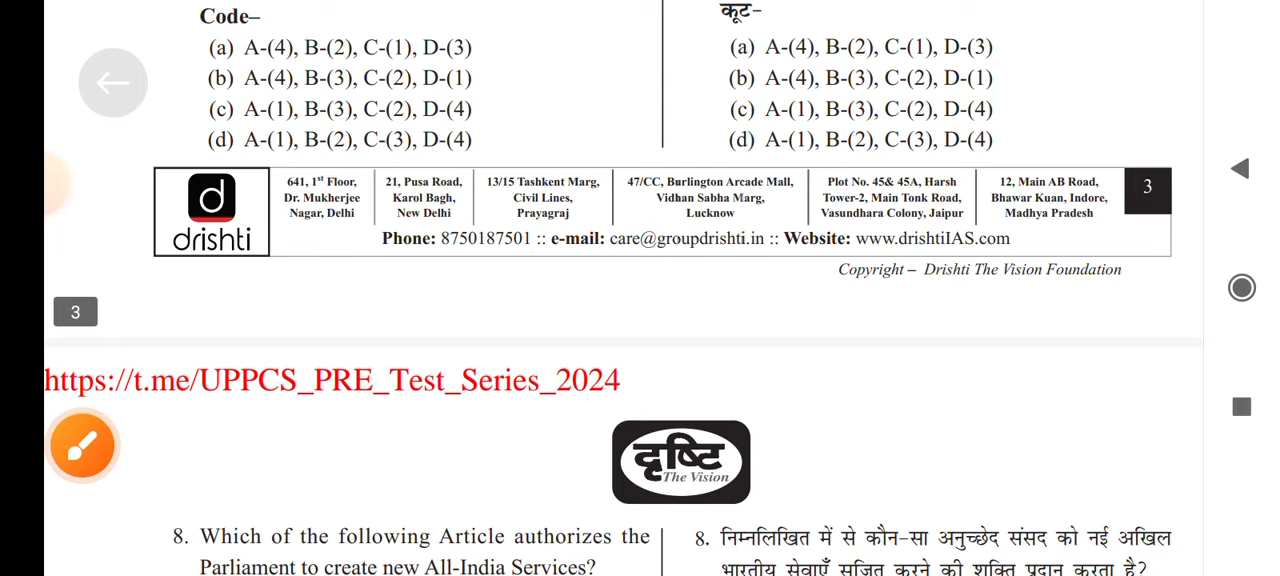 Code–
(a) A-(4), B-(2), C-(1), D-(3)
(b) A-(4), B-(3), C-(2), D-(1)
(c) A-(1), B-(3), C-(2), D-(4)
(d) A-(1), B-(2), C-(3), D-(4)
कूट–
(a) A-(4), B-(2), C-(1), D-(3)
(b) A-(4), B-(3), C-(2), D-(1)
(c) A-(1), B-(3), C-(2), D-(4)
(d) A-(1), B-(2), C-(3), D-(4)
d
drishti
641, 1st Floor,
Dr. Mukherjee
Nagar, Delhi
21, Pusa Road,
Karol Bagh,
New Delhi
13/15 Tashkent Marg,
Civil Lines,
Prayagraj
47/CC, Burlington Arcade Mall,
Vidhan Sabha Marg,
Lucknow
Plot No. 45& 45A, Harsh
Tower-2, Main Tonk Road,
Vasundhara Colony, Jaipur
12, Main AB Road,
Bhawar Kuan, Indore,
Madhya Pradesh
3
Phone: 8750187501 :: e-mail: care@groupdrishti.in :: Website: www.drishtiIAS.com
Copyright – Drishti The Vision Foundation
3
https://t.me/UPPCS_PRE_Test_Series_2024
दृष्टि
The Vision
8. Which of the following Article authorizes the
Parliament to create new All-India Services?
8. निम्नलिखित में से कौन-सा अनुच्छेद संसद को नई अखिल
भारतीय सेवाएँ सृजित करने की शक्ति प्रदान करता है?